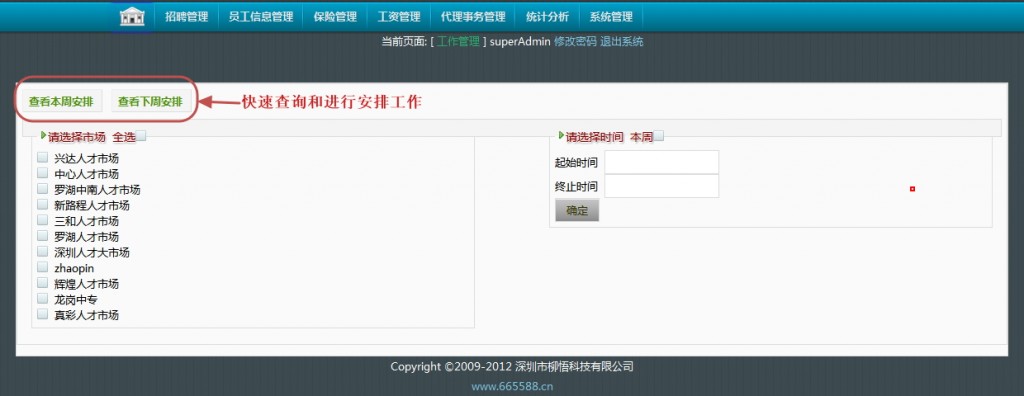 招聘管理 员工信息管理 保险管理 工资管理 代理事务管理 统计分析 系统管理
当前页面: [ 工作管理 ] superAdmin 修改密码 退出系统
查看本周安排 查看下周安排 快速查询和进行安排工作
请选择市场 全选
兴达人才市场
中心人才市场
罗湖中南人才市场
新路程人才市场
三和人才市场
罗湖人才市场
深圳人才大市场
zhaopin
辉煌人才市场
龙岗中专
真彩人才市场
请选择时间 本周
起始时间
终止时间
确定
Copyright ©2009-2012 深圳市柳悟科技有限公司
www.665588.cn